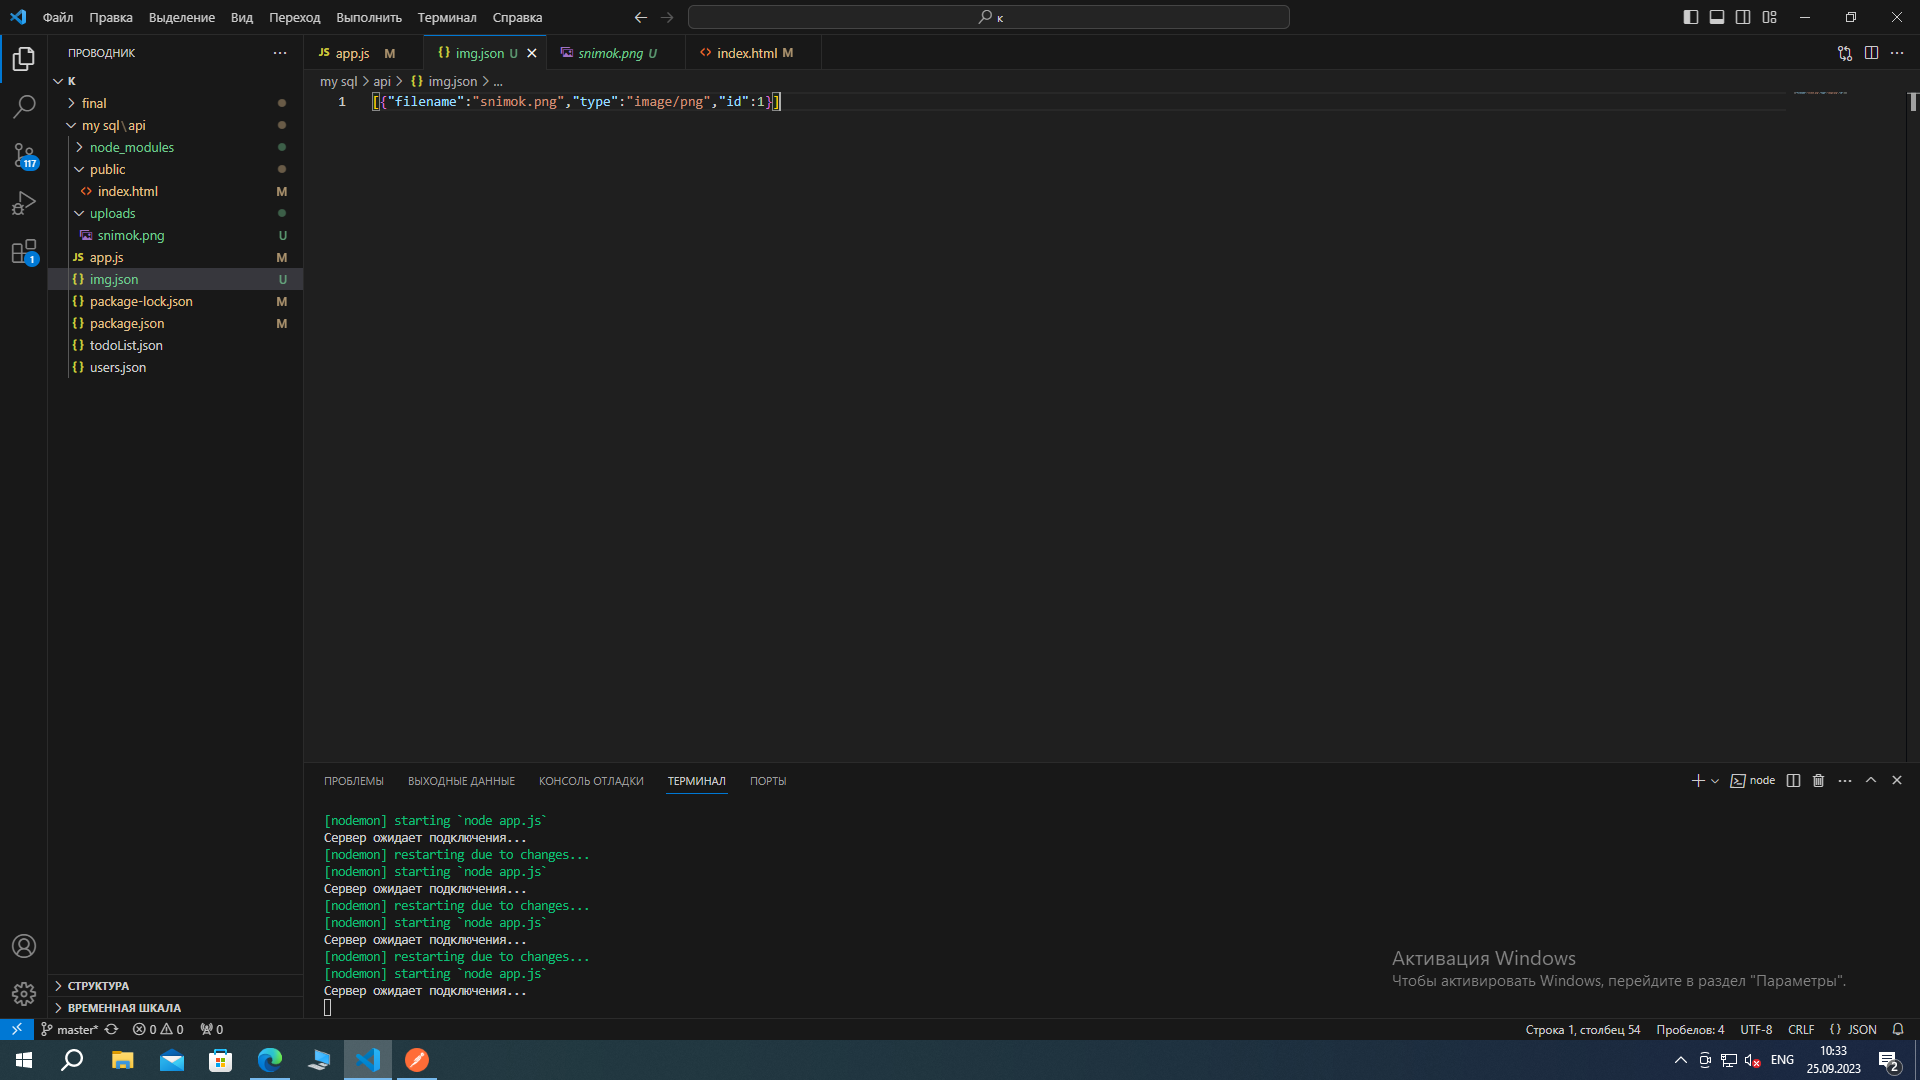 Файл Правка Выделение Вид Переход Выполнить Терминал Справка
к
ПРОВОДНИК
JS app.js M
{} img.json U
snimok.png U
<> index.html M
К
final
my sql\api
node_modules
public
<> index.html M
uploads
snimok.png U
JS app.js M
{} img.json U
{} package-lock.json M
{} package.json M
{} todoList.json
{} users.json
117
1
СТРУКТУРА
ВРЕМЕННАЯ ШКАЛА
my sql > api > {} img.json > ...
1 [{"filename":"snimok.png","type":"image/png","id":1}]
ПРОБЛЕМЫ ВЫХОДНЫЕ ДАННЫЕ КОНСОЛЬ ОТЛАДКИ ТЕРМИНАЛ ПОРТЫ
node
[nodemon] starting `node app.js`
Сервер ожидает подключения...
[nodemon] restarting due to changes...
[nodemon] starting `node app.js`
Сервер ожидает подключения...
[nodemon] restarting due to changes...
[nodemon] starting `node app.js`
Сервер ожидает подключения...
[nodemon] restarting due to changes...
[nodemon] starting `node app.js`
Сервер ожидает подключения...
Активация Windows
Чтобы активировать Windows, перейдите в раздел "Параметры".
master* 0 0 0
Строка 1, столбец 54 Пробелов: 4 UTF-8 CRLF {} JSON
ENG
10:33
25.09.2023
2